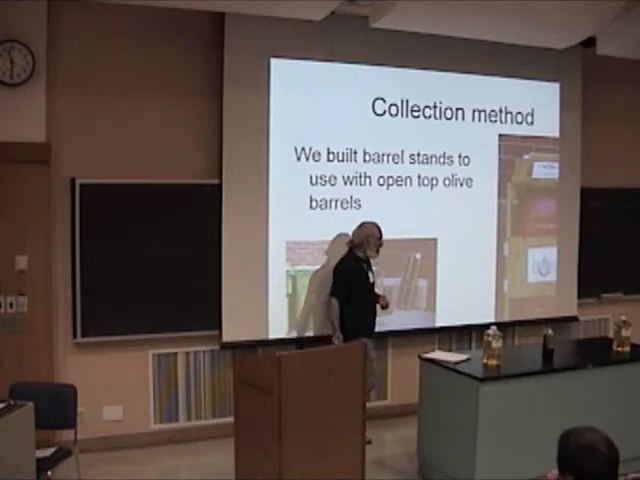 Collection method
We built barrel stands to
use with open top olive
barrels